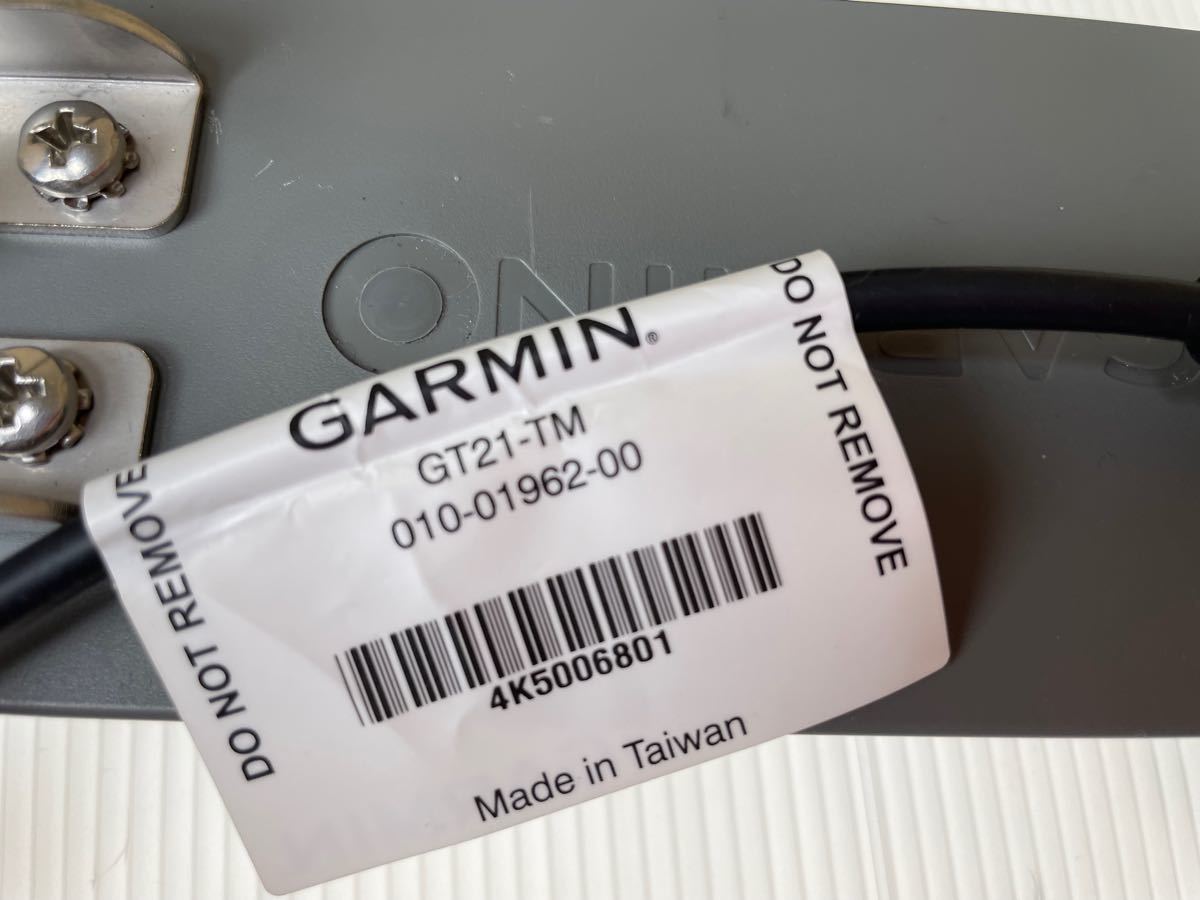 GARMIN®
GT21-TM
010-01962-00
4K5006801
Made in Taiwan
DO NOT REMOVE
DO NOT REMOVE